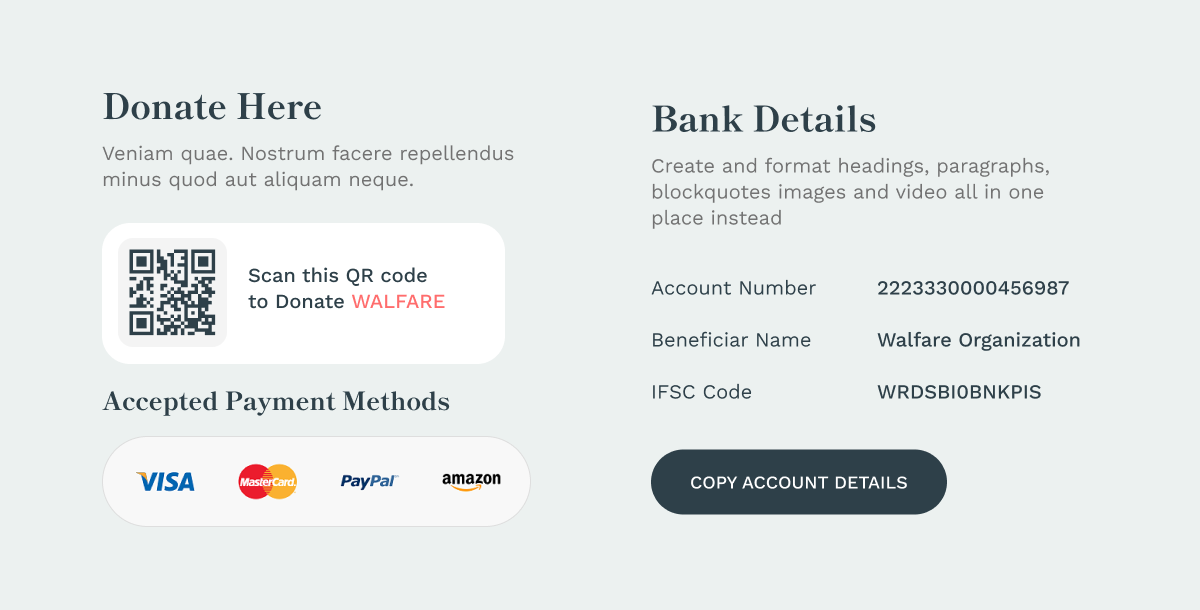 Donate Here
Veniam quae. Nostrum facere repellendus
minus quod aut aliquam neque.
Scan this QR code
to Donate WALFARE
Accepted Payment Methods
VISA MasterCard. PayPal amazon
Bank Details
Create and format headings, paragraphs,
blockquotes images and video all in one
place instead
Account Number 2223330000456987
Beneficiar Name Walfare Organization
IFSC Code WRDSBI0BNKPIS
COPY ACCOUNT DETAILS